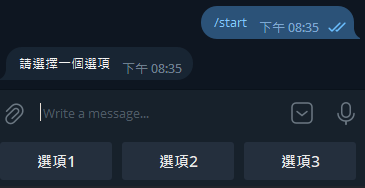 /start 下午 08:35
請選擇一個選項 下午 08:35
Write a message...
選項1 選項2 選項3